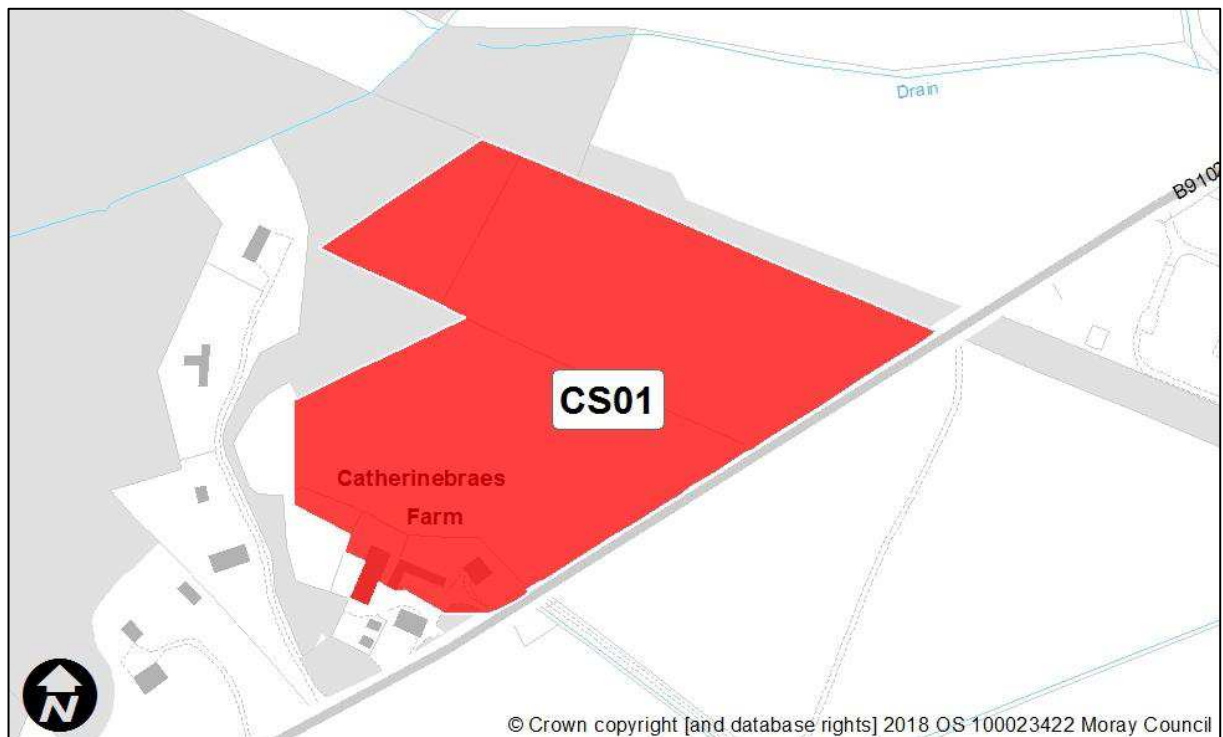 Drain
B9102
CS01
Catherinebraes
Farm
N
© Crown copyright [and database rights] 2018 OS 100023422 Moray Council